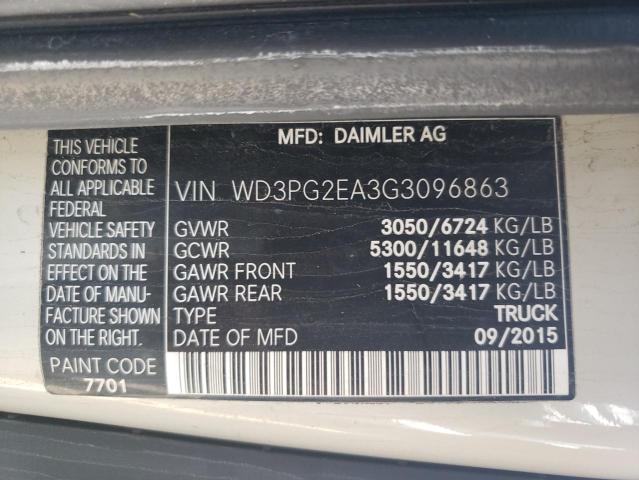 THIS VEHICLE
CONFORMS TO
ALL APPLICABLE
FEDERAL
VEHICLE SAFETY
STANDARDS IN
EFFECT ON THE
DATE OF MANU-
FACTURE SHOWN
ON THE RIGHT.
PAINT CODE
7701
MFD: DAIMLER AG
VIN WD3PG2EA3G3096863
GVWR 3050/6724 KG/LB
GCWR 5300/11648 KG/LB
GAWR FRONT 1550/3417 KG/LB
GAWR REAR 1550/3417 KG/LB
TYPE TRUCK
DATE OF MFD 09/2015